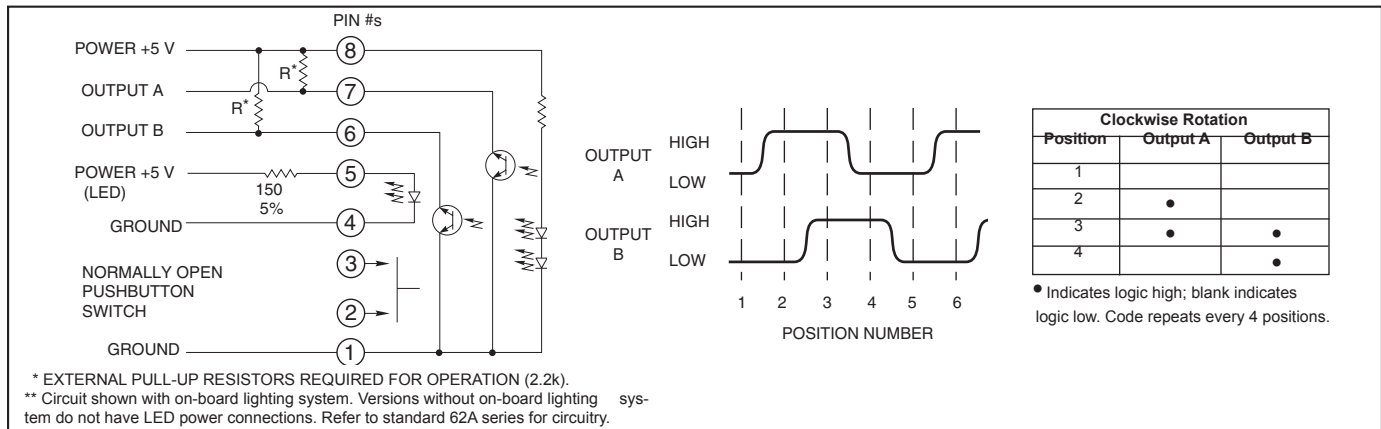 PIN #s
POWER +5 V
8
R*
OUTPUT A
7
R*
OUTPUT B
6
POWER +5 V
(LED)
5
150
5%
GROUND
4
NORMALLY OPEN
PUSHBUTTON
SWITCH
3
2
GROUND
1
* EXTERNAL PULL-UP RESISTORS REQUIRED FOR OPERATION (2.2k).
** Circuit shown with on-board lighting system. Versions without on-board lighting sys-
tem do not have LED power connections. Refer to standard 62A series for circuitry.
OUTPUT
A
HIGH
LOW
OUTPUT
B
HIGH
LOW
1 2 3 4 5 6
POSITION NUMBER
Clockwise Rotation
Position Output A Output B
1
2 •
3 • •
4 •
• Indicates logic high; blank indicates
logic low. Code repeats every 4 positions.